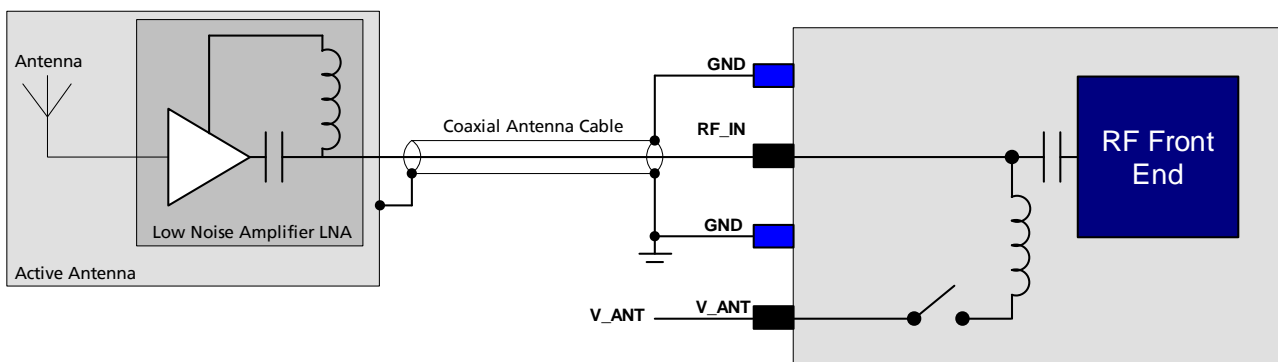 Antenna
Low Noise Amplifier LNA
Active Antenna
Coaxial Antenna Cable
GND
RF_IN
GND
V_ANT
V_ANT
RF Front
End